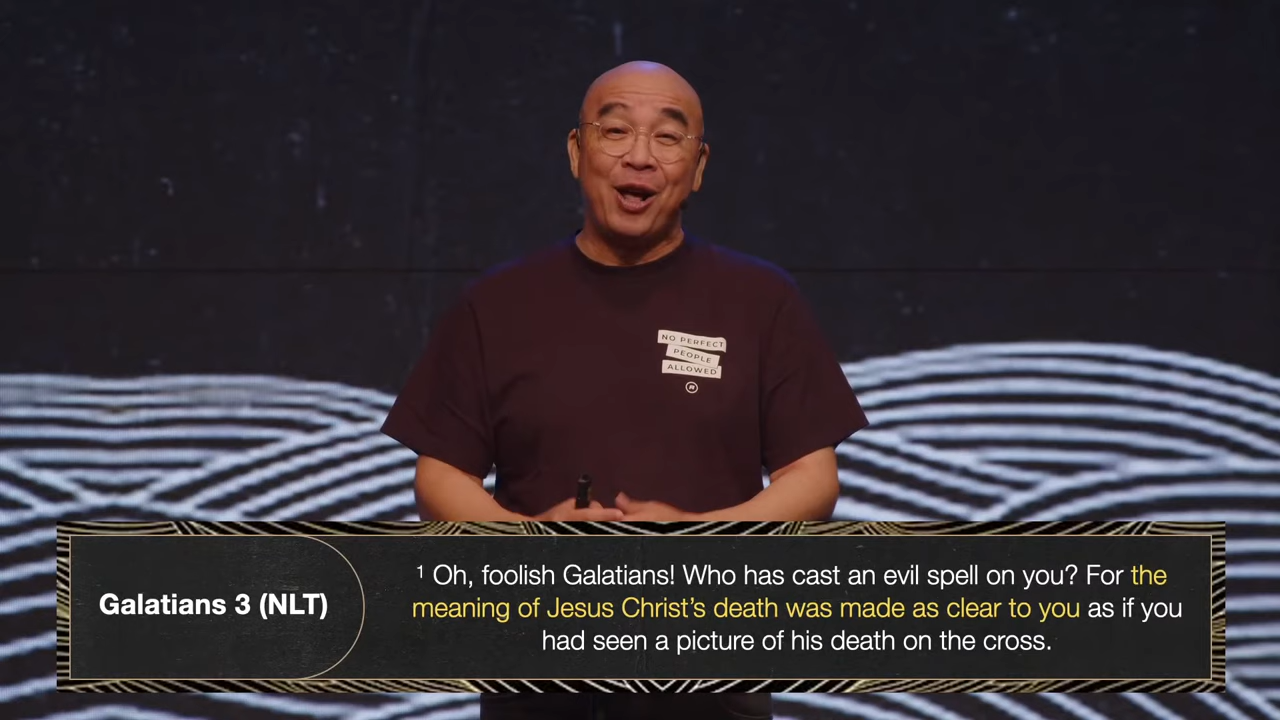 NO PERFECT
PEOPLE
ALLOWED
R
Galatians 3 (NLT)
¹ Oh, foolish Galatians! Who has cast an evil spell on you? For the
meaning of Jesus Christ’s death was made as clear to you as if you
had seen a picture of his death on the cross.